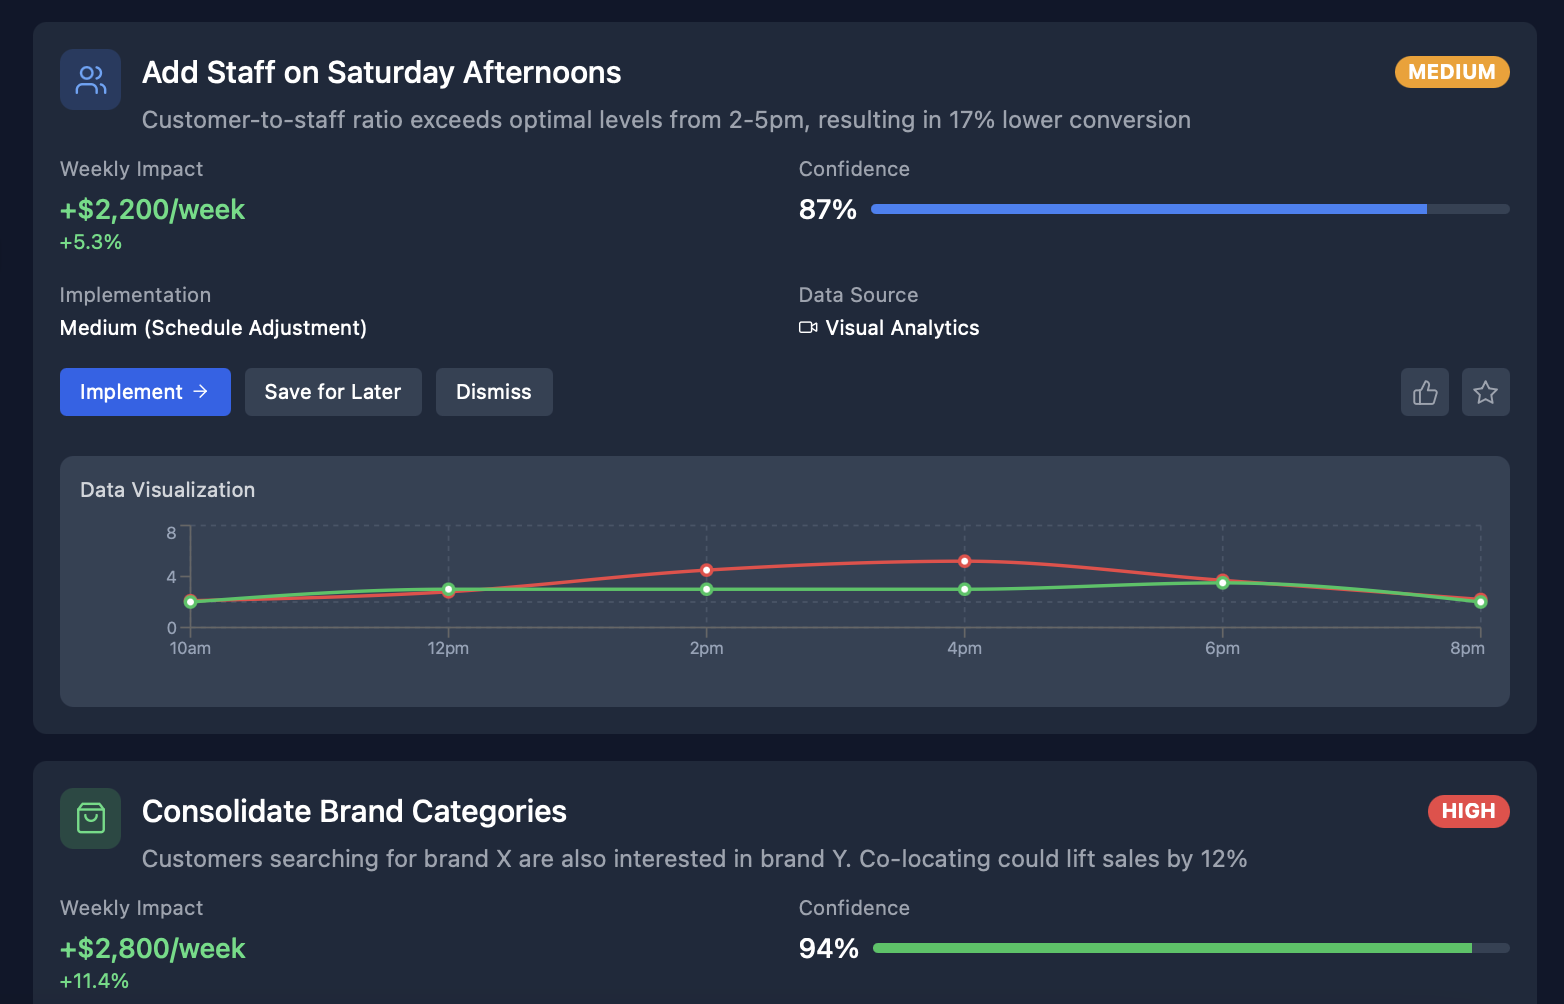 Add Staff on Saturday Afternoons
MEDIUM
Customer-to-staff ratio exceeds optimal levels from 2-5pm, resulting in 17% lower conversion
Weekly Impact
+$2,200/week
+5.3%
Confidence
87%
Implementation
Medium (Schedule Adjustment)
Data Source
Visual Analytics
Implement →
Save for Later
Dismiss
Data Visualization
8
4
0
10am 12pm 2pm 4pm 6pm 8pm
Consolidate Brand Categories
HIGH
Customers searching for brand X are also interested in brand Y. Co-locating could lift sales by 12%
Weekly Impact
+$2,800/week
+11.4%
Confidence
94%